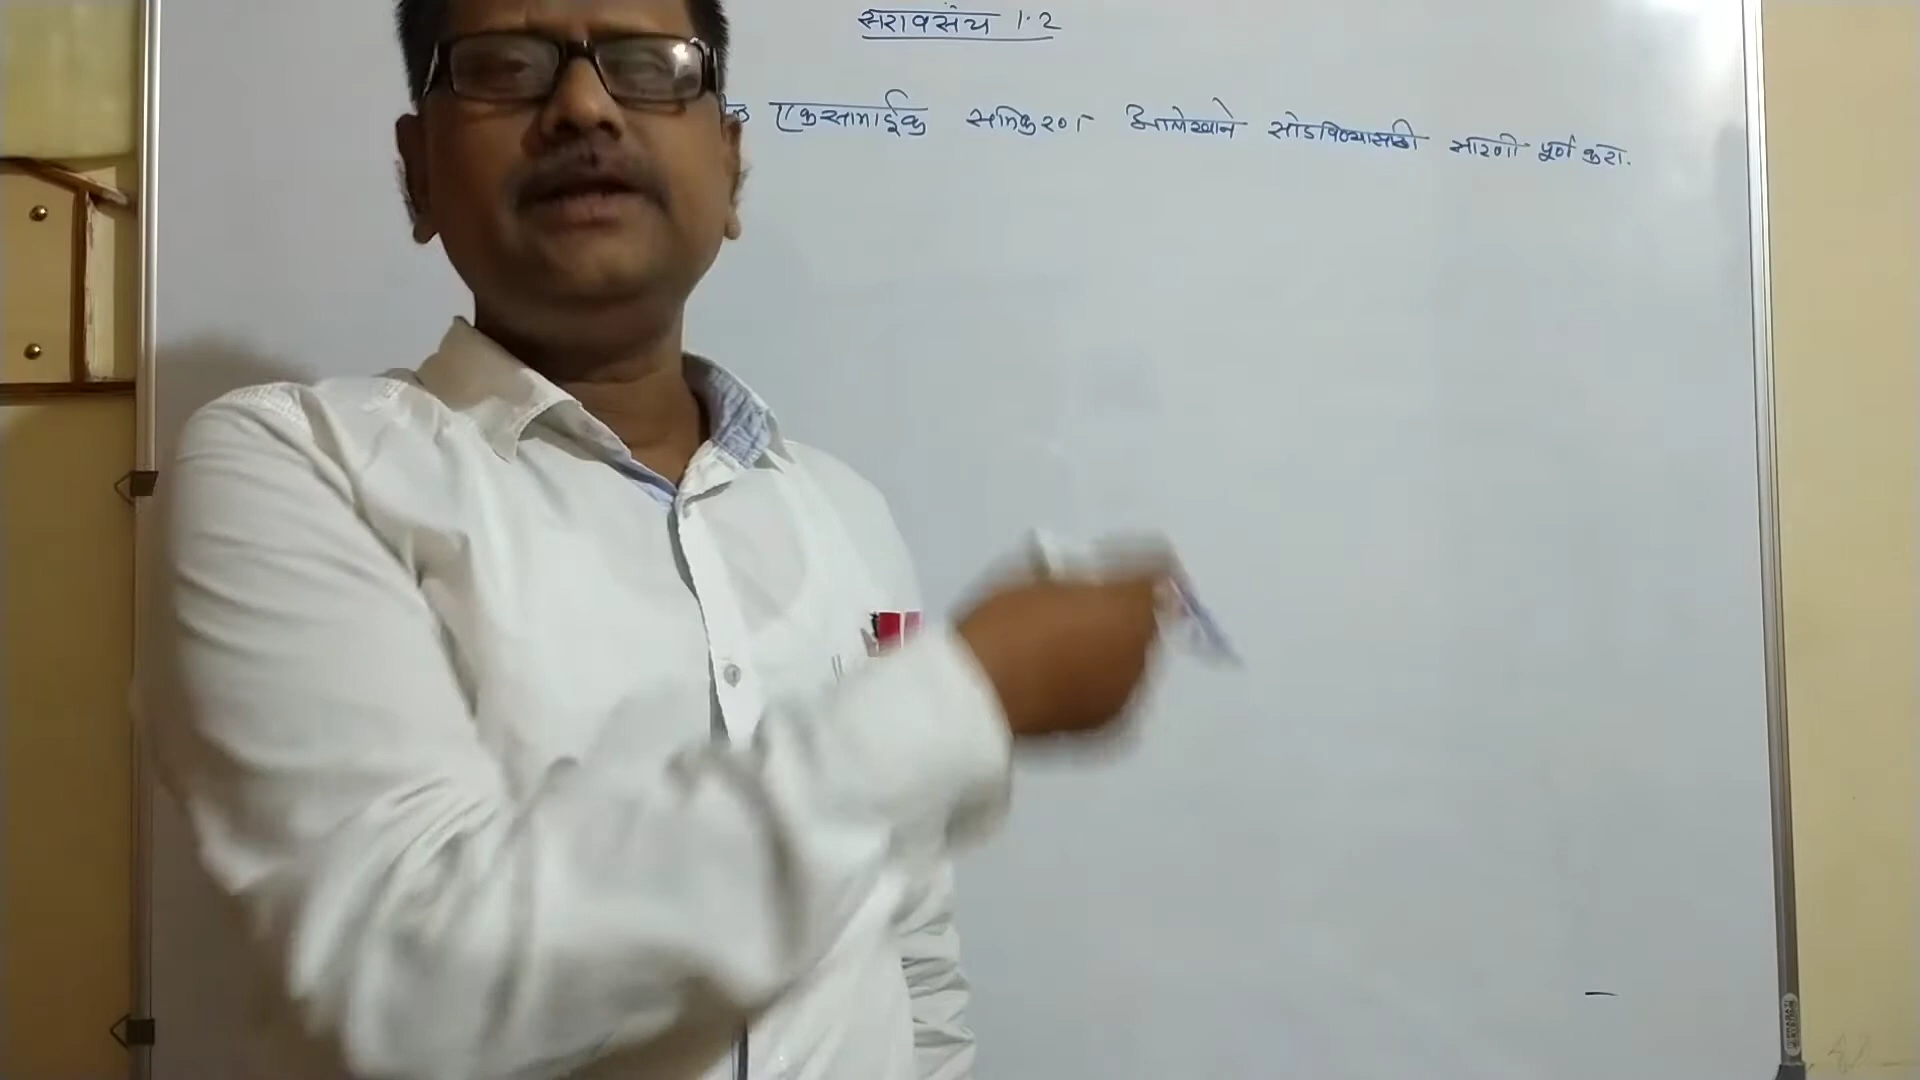 सरावसंच 1.2
एकसामाईक समिकरण आलेखाने सोडविण्यासाठी सारणी पूर्ण करा.